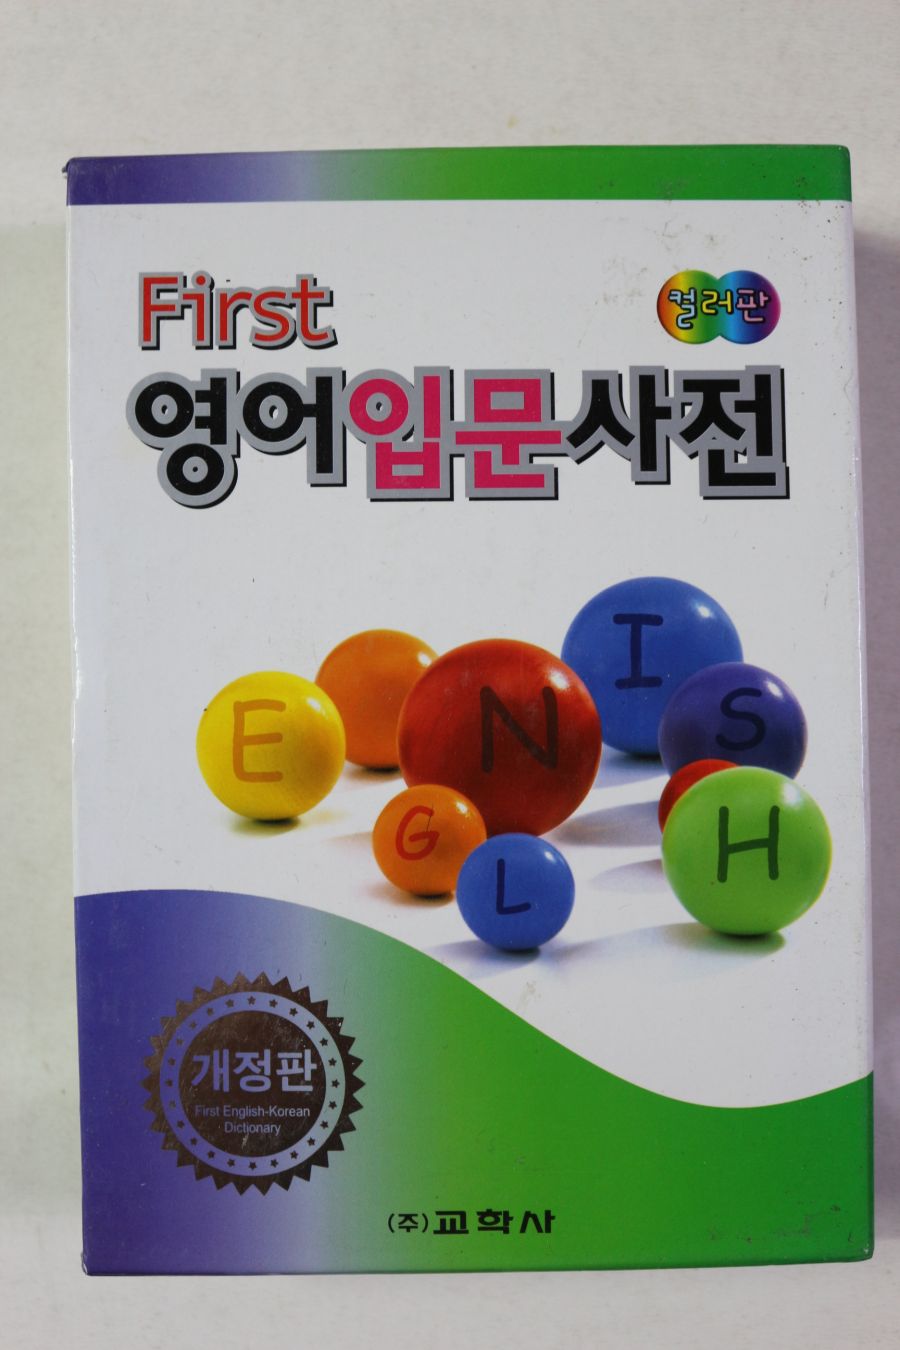 First
컬러판
영어입문사전
E N I S
G L H
개정판
First English-Korean
Dictionary
(주)교학사